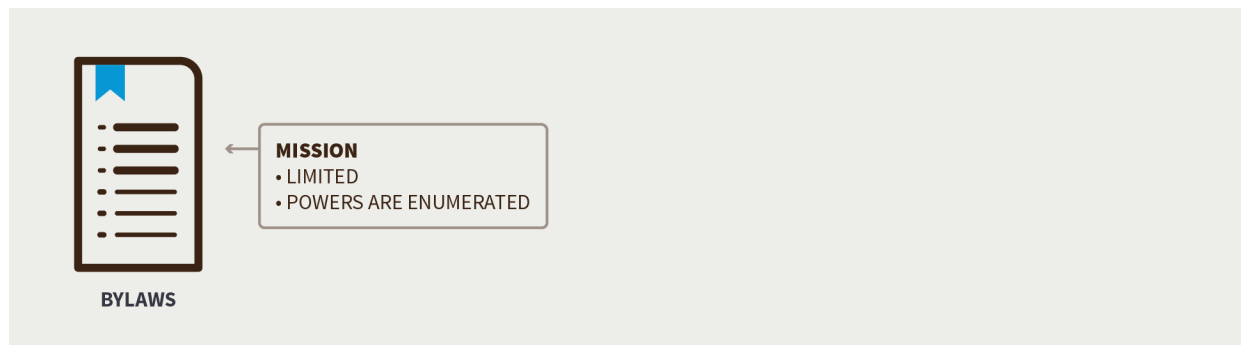 MISSION
• LIMITED
• POWERS ARE ENUMERATED
BYLAWS